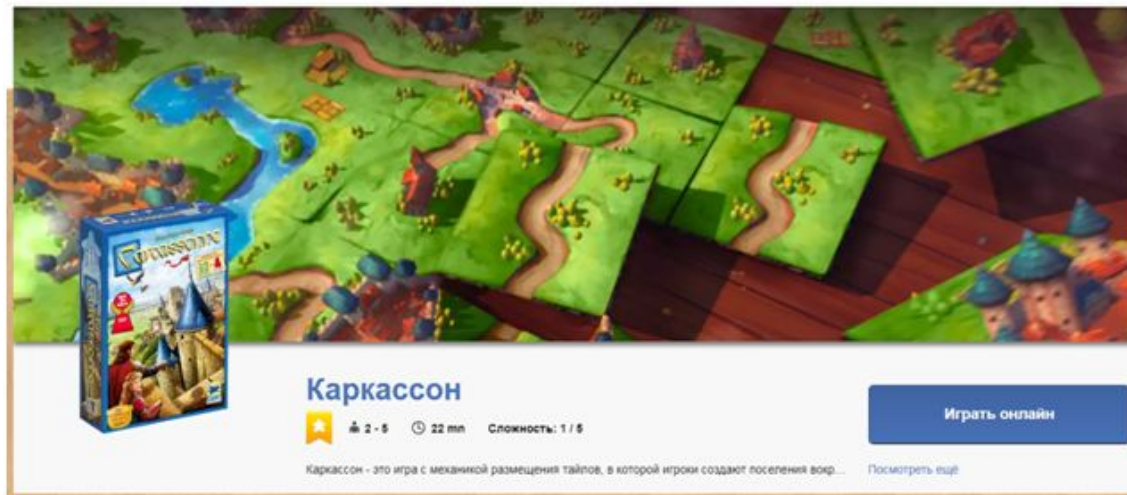 Carcassonne
Каркассон
2 - 5 22 mn Сложность: 1 / 5
Играть онлайн
Каркассон - это игра с механикой размещения тайлов, в которой игроки создают поселения вокр...
Посмотреть ещё